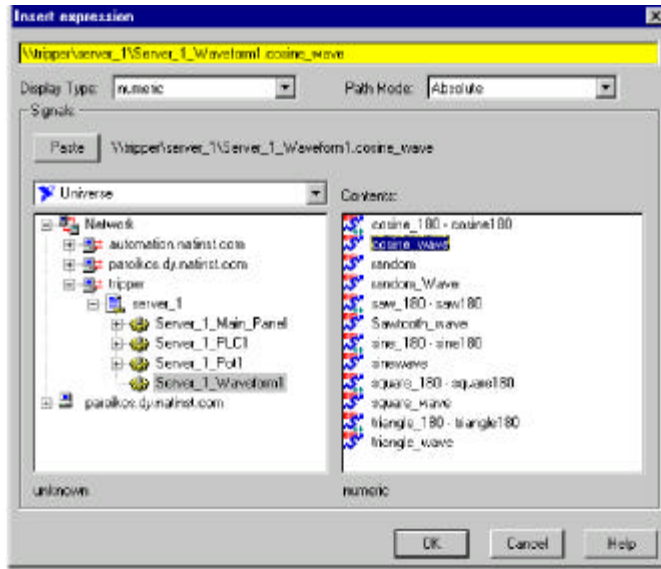 Insert expression
\\tripper\server_1\Server_1_Waveform1.cosine_wave
Display Type: numeric Path Mode: Absolute
Signals
Paste \\tripper\server_1\Server_1_Waveform1.cosine_wave
Universe Contents:
Network
automation.natinst.com
paroikos.dy.natinst.com
tripper
server_1
Server_1_Main_Panel
Server_1_PLC1
Server_1_Pot1
Server_1_Waveform1
paroikos.dy.natinst.com
cosine_180 - cosine180
cosine_wave
random
random_Wave
saw_180 - saw180
Sawtooth_wave
sine_180 - sine180
sinewave
square_180 - square180
square_wave
triangle_180 - triangle180
triangle_wave
unknown numeric
OK Cancel Help